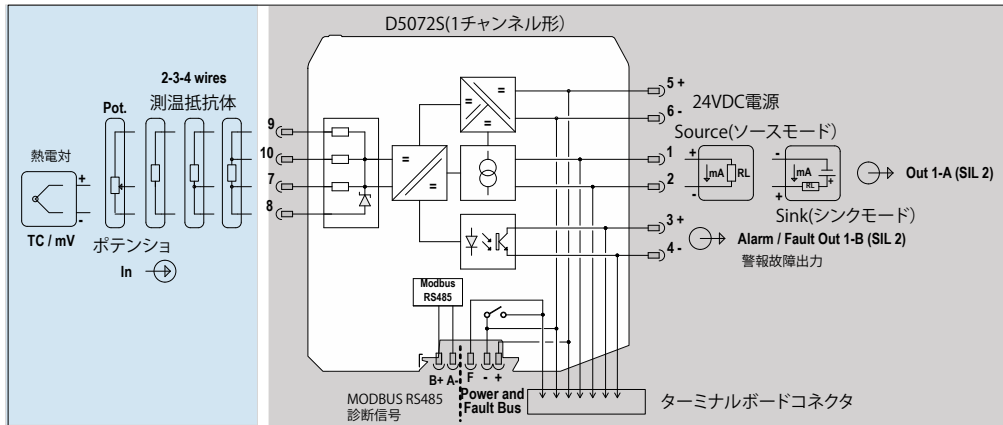 D5072S(1チャンネル形)
2-3-4 wires
測温抵抗体
Pot.
熱電対
+
-
TC / mV
ポテンショ
In
9
10
7
8
=
=
=
=
=
5 +
6 -
24VDC電源
Source(ソースモード)
1
2
+
-
mA
RL
-
+
mA
RL
+
Out 1-A (SIL 2)
Sink(シンクモード)
3 +
4 -
Alarm / Fault Out 1-B (SIL 2)
警報故障出力
Modbus
RS485
B+ A-
F - +
MODBUS RS485
診断信号
Power and
Fault Bus
ターミナルボードコネクタ